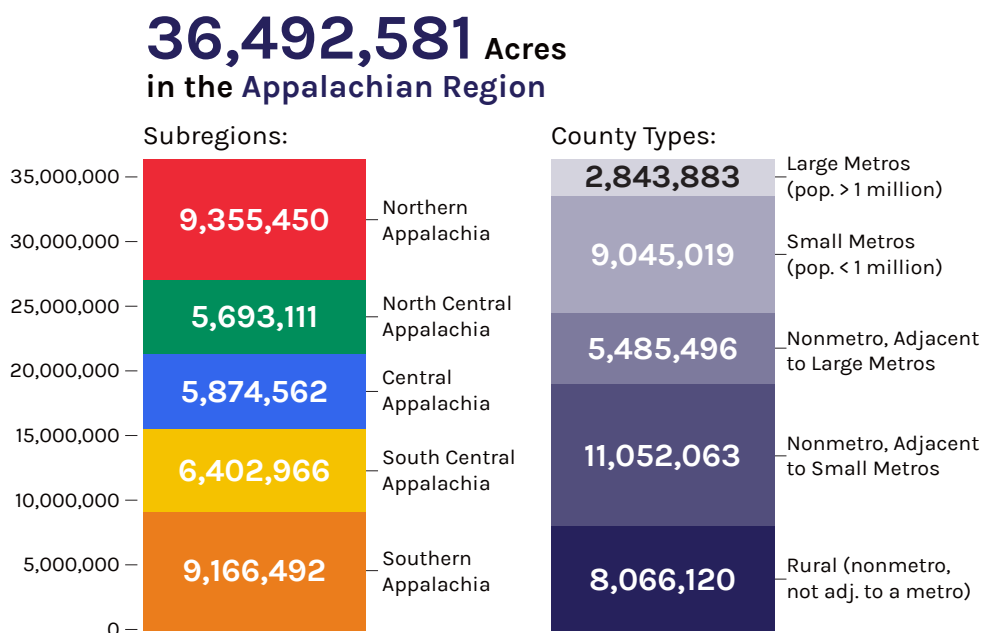 36,492,581 Acres
in the Appalachian Region
Subregions:
35,000,000
30,000,000
25,000,000
20,000,000
15,000,000
10,000,000
5,000,000
0
9,355,450
Northern
Appalachia
5,693,111
North Central
Appalachia
5,874,562
Central
Appalachia
6,402,966
South Central
Appalachia
9,166,492
Southern
Appalachia
County Types:
2,843,883
Large Metros
(pop. > 1 million)
9,045,019
Small Metros
(pop. < 1 million)
5,485,496
Nonmetro, Adjacent
to Large Metros
11,052,063
Nonmetro, Adjacent
to Small Metros
8,066,120
Rural (nonmetro,
not adj. to a metro)